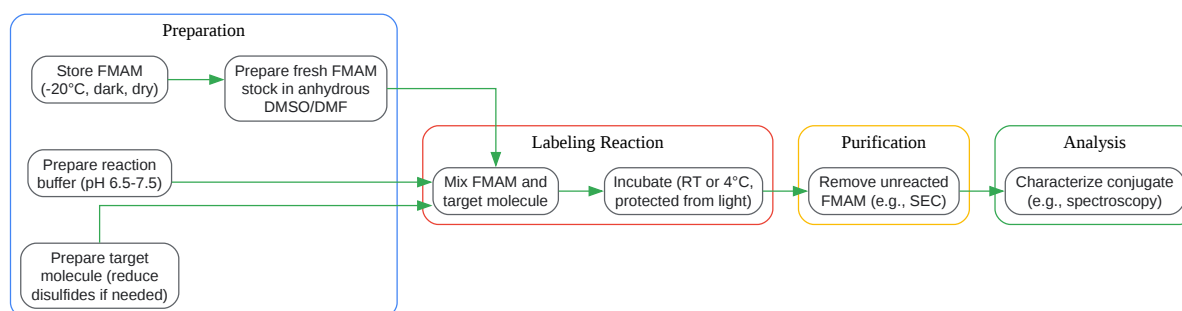 Preparation
Store FMAM
(-20°C, dark, dry)
Prepare fresh FMAM
stock in anhydrous
DMSO/DMF
Prepare reaction
buffer (pH 6.5-7.5)
Prepare target
molecule (reduce
disulfides if needed)
Labeling Reaction
Mix FMAM and
target molecule
Incubate (RT or 4°C,
protected from light)
Purification
Remove unreacted
FMAM (e.g., SEC)
Analysis
Characterize conjugate
(e.g., spectroscopy)